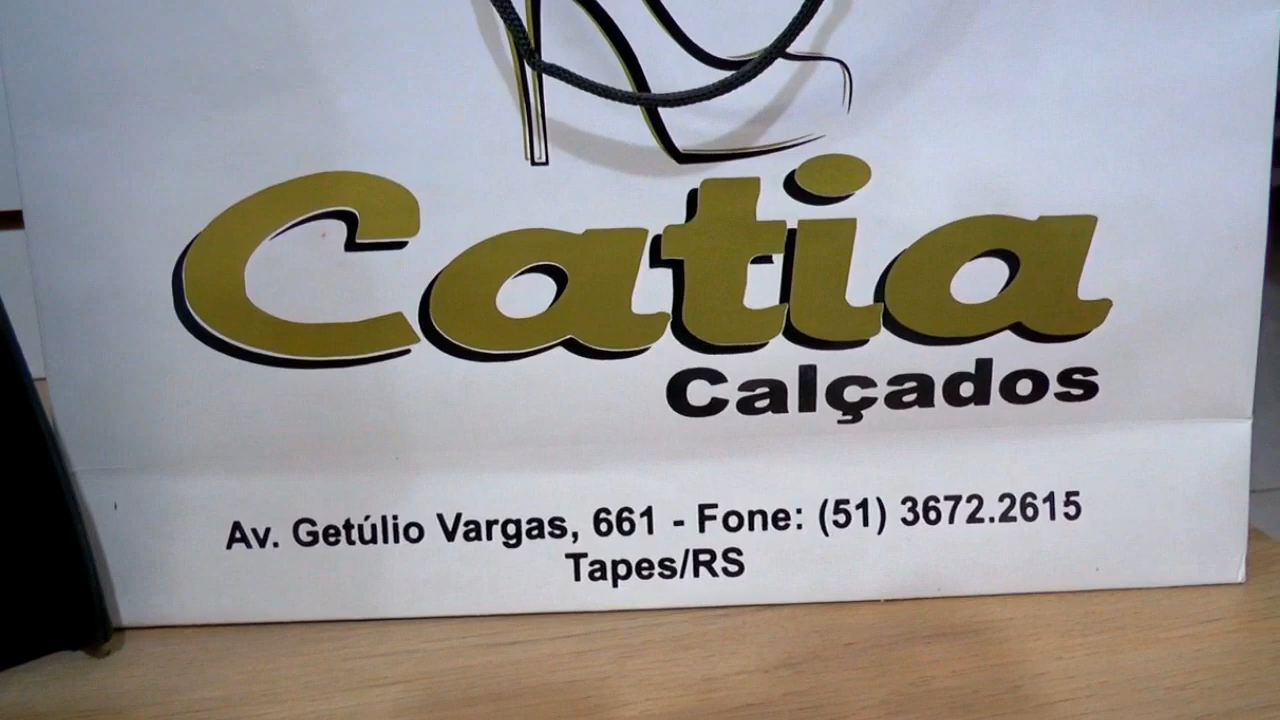 Catia
Calçados
Av. Getúlio Vargas, 661 - Fone: (51) 3672.2615
Tapes/RS